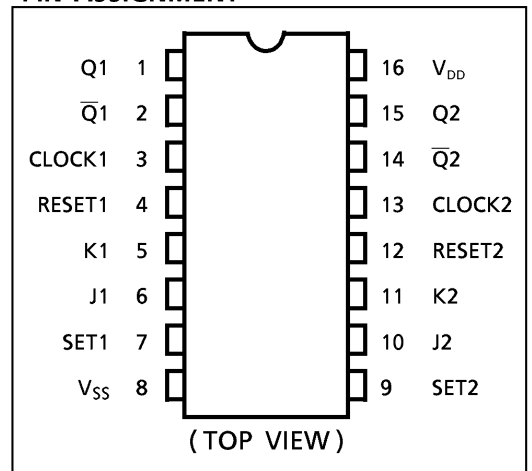 Q1 1 16 V_DD
Q̅1 2 15 Q2
CLOCK1 3 14 Q̅2
RESET1 4 13 CLOCK2
K1 5 12 RESET2
J1 6 11 K2
SET1 7 10 J2
V_SS 8 9 SET2
(TOP VIEW)